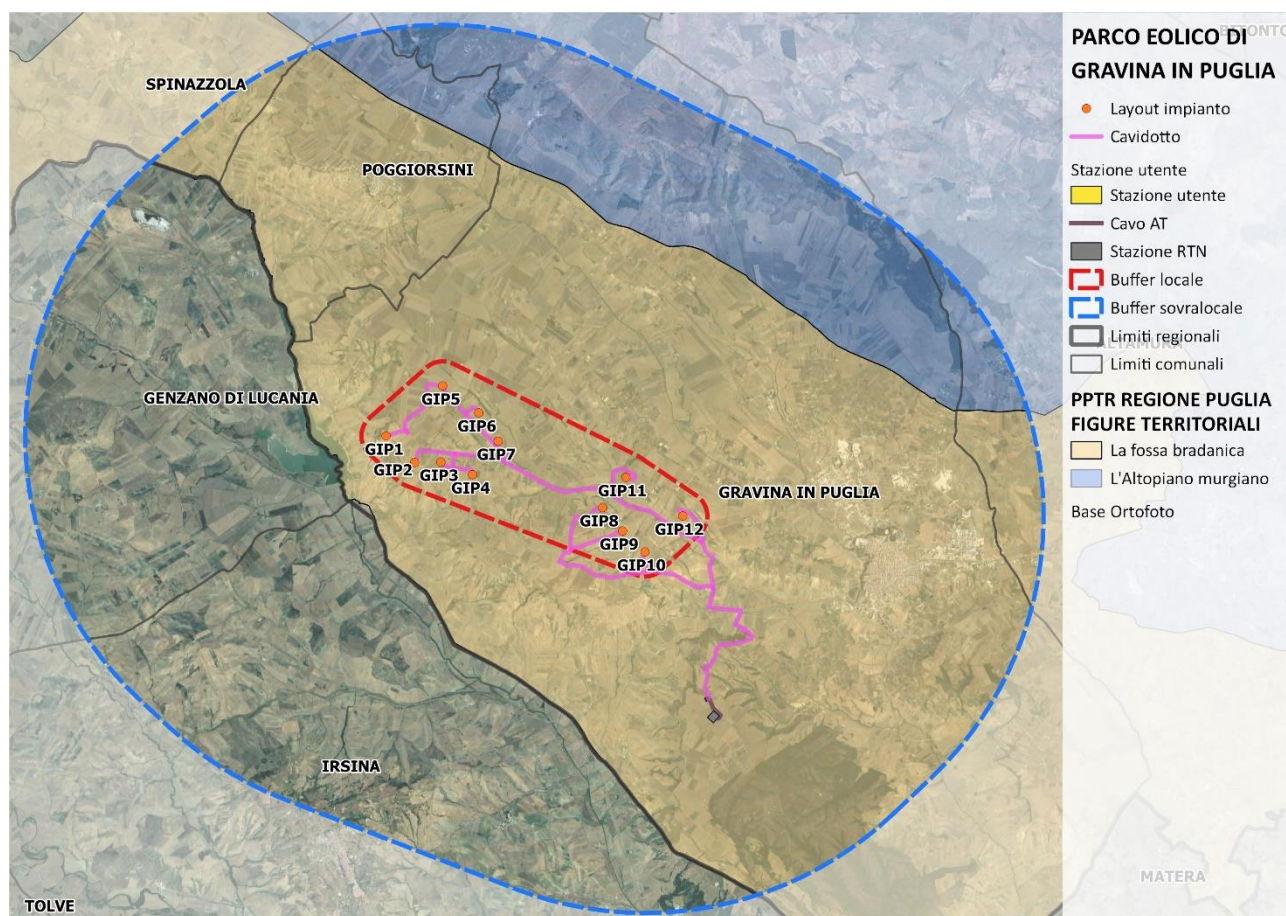 SPINAZZOLA
POGGIORSINI
GENZANO DI LUCANIA
GIP5
GIP6
GIP1
GIP7
GIP2
GIP3
GIP4
GIP11
GRAVINA IN PUGLIA
GIP8
GIP12
GIP9
GIP10
IRSINA
TOLVE
BITONTO
PARCO EOLICO DI
GRAVINA IN PUGLIA
Layout impianto
Cavidotto
Stazione utente
Stazione utente
Cavo AT
Stazione RTN
Buffer locale
Buffer sovralocale
Limiti regionali
ALTAMURA
Limiti comunali
PPTR REGIONE PUGLIA
FIGURE TERRITORIALI
La fossa bradanica
L'Altopiano murgiano
Base Ortofoto
MATERA